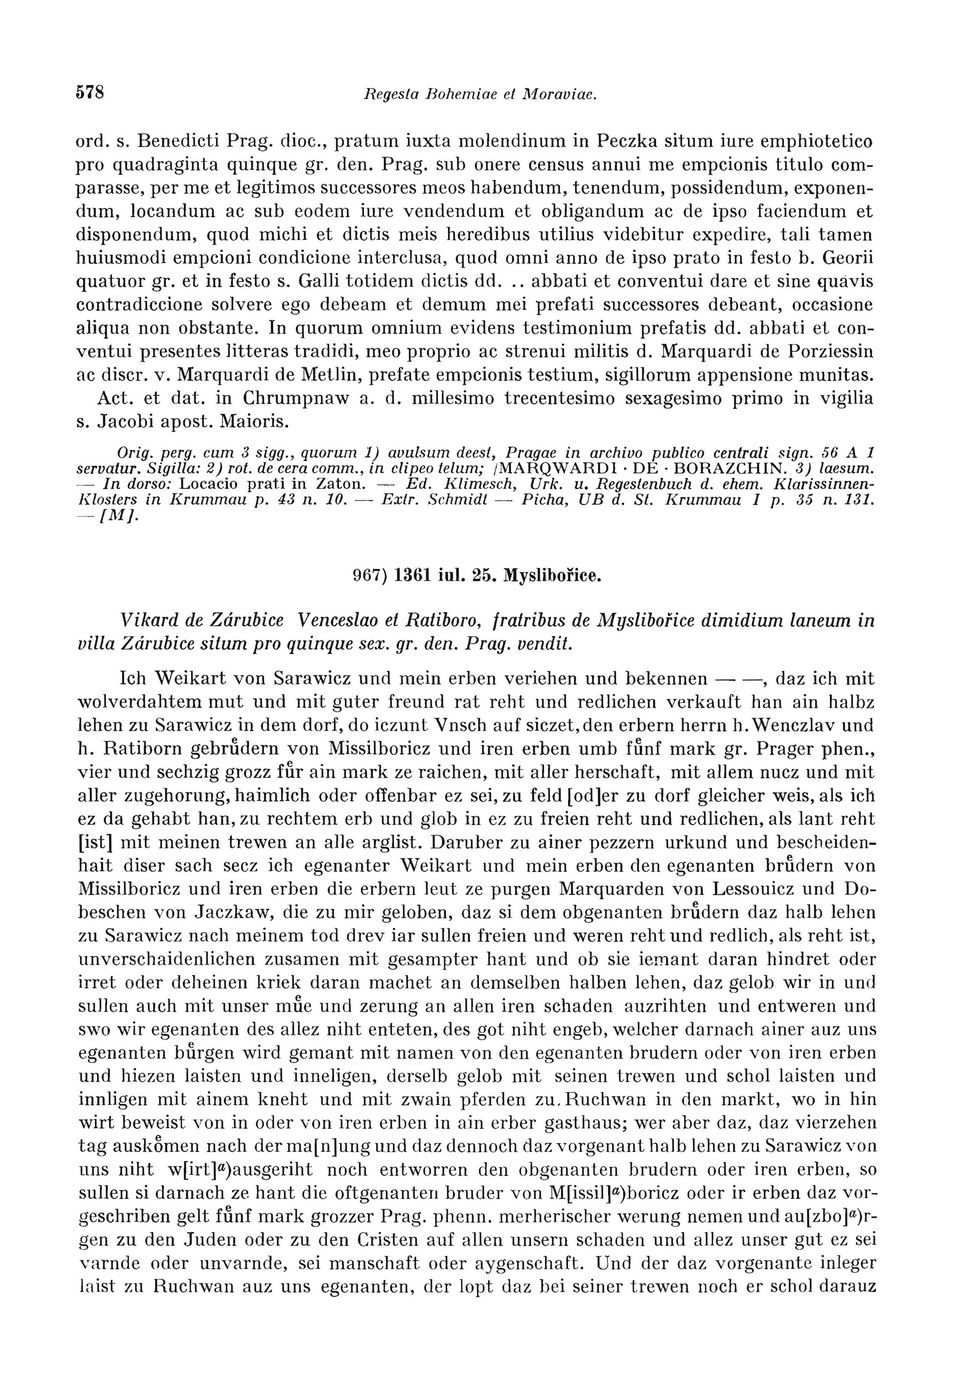 578 Regesta Bohemiae et Moraviae.
ord. s. Benedicti Prag. dioc., pratum iuxta molendinum in Peczka situm iure emphiotetico
pro quadraginta quinque gr. den. Prag. sub onere census annui me empcionis titulo com-
parasse, per me et legitimos successores meos habendum, tenendum, possidendum, exponen-
dum, locandum ac sub eodem iure vendendum et obligandum ac de ipso faciendum et
disponendum, quod michi et dictis meis heredibus utilius videbitur expedire, tali tamen
huiusmodi empcioni condicione interclusa, quod omni anno de ipso prato in festo b. Georii
quatuor gr. et in festo s. Galli totidem dictis dd. .. abbati et conventui dare et sine quavis
contradiccione solvere ego debeam et demum mei prefati successores debeant, occasione
aliqua non obstante. In quorum omnium evidens testimonium prefatis dd. abbati et con-
ventui presentes litteras tradidi, meo proprio ac strenui militis d. Marquardi de Porziessin
ac discr. v. Marquardi de Metlin, prefate empcionis testium, sigillorum appensione munitas.
Act. et dat. in Chrumpnaw a. d. millesimo trecentesimo sexagesimo primo in vigilia
s. Jacobi apost. Maioris.
Orig. perg. cum 3 sigg., quorum 1) avulsum deest, Pragae in archivo publico centrali sign. 56 A 1
servatur. Sigilla: 2) rot. de cera comm., in clipeo telum; /MARQWARDI · DE · BORAZCHIN. 3) laesum.
— In dorso: Locacio prati in Zaton. — Ed. Klimesch, Urk. u. Regestenbuch d. ehem. Klarissinnen-
Klosters in Krummau p. 43 n. 10. — Extr. Schmidt — Picha, UB d. St. Krummau I p. 35 n. 131.
— [M].
967) 1361 iul. 25. Myslibořice.
Vikard de Zárubice Venceslao et Ratiboro, fratribus de Myslibořice dimidium laneum in
villa Zárubice situm pro quinque sex. gr. den. Prag. vendit.
Ich Weikart von Sarawicz und mein erben veriehen und bekennen — —, daz ich mit
wolverdahtem mut und mit guter freund rat reht und redlichen verkauft han ain halbz
lehen zu Sarawicz in dem dorf, do iczunt Vnsch auf siczet, den erbern herrn h. Wenczlav und
h. Ratiborn gebrůdern von Missilboricz und iren erben umb fůnf mark gr. Prager phen.,
vier und sechzig grozz fůr ain mark ze raichen, mit aller herschaft, mit allem nucz und mit
aller zugehorung, haimlich oder offenbar ez sei, zu feld [od]er zu dorf gleicher weis, als ich
ez da gehabt han, zu rechtem erb und glob in ez zu freien reht und redlichen, als lant reht
[ist] mit meinen trewen an alle arglist. Daruber zu ainer pezzern urkund und bescheiden-
hait diser sach secz ich egenanter Weikart und mein erben den egenanten brůdern von
Missilboricz und iren erben die erbern leut ze purgen Marquarden von Lessouicz und Do-
beschen von Jaczkaw, die zu mir geloben, daz si dem obgenanten brůdern daz halb lehen
zu Sarawicz nach meinem tod drev iar sullen freien und weren reht und redlich, als reht ist,
unverschaidenlichen zusamen mit gesampter hant und ob sie iemant daran hindret oder
irret oder deheinen kriek daran machet an demselben halben lehen, daz gelob wir in und
sullen auch mit unser můe und zerung an allen iren schaden auzrihten und entweren und
swo wir egenanten des allez niht enteten, des got niht engeb, welcher darnach ainer auz uns
egenanten bůrgen wird gemant mit namen von den egenanten brudern oder von iren erben
und hiezen laisten und inneligen, derselb gelob mit seinen trewen und schol laisten und
innligen mit ainem kneht und mit zwain pferden zu Ruchwan in den markt, wo in hin
wirt beweist von in oder von iren erben in ain erber gasthaus; wer aber daz, daz vierzehen
tag auskomen nach der ma[n]ung und daz dennoch daz vorgenant halb lehen zu Sarawicz von
uns niht w[irt]ᵃ)ausgeriht noch entworren den obgenanten brudern oder iren erben, so
sullen si darnach ze hant die oftgenanten bruder von M[issil]ᵃ)boricz oder ir erben daz vor-
geschriben gelt fůnf mark grozzer Prag. phenn. merherischer werung nemen und au[zbo]ᵃ)r-
gen zu den Juden oder zu den Cristen auf allen unsern schaden und allez unser gut ez sei
varnde oder unvarnde, sei manschaft oder aygenschaft. Und der daz vorgenante inleger
laist zu Ruchwan auz uns egenanten, der lopt daz bei seiner trewen noch er schol darauz